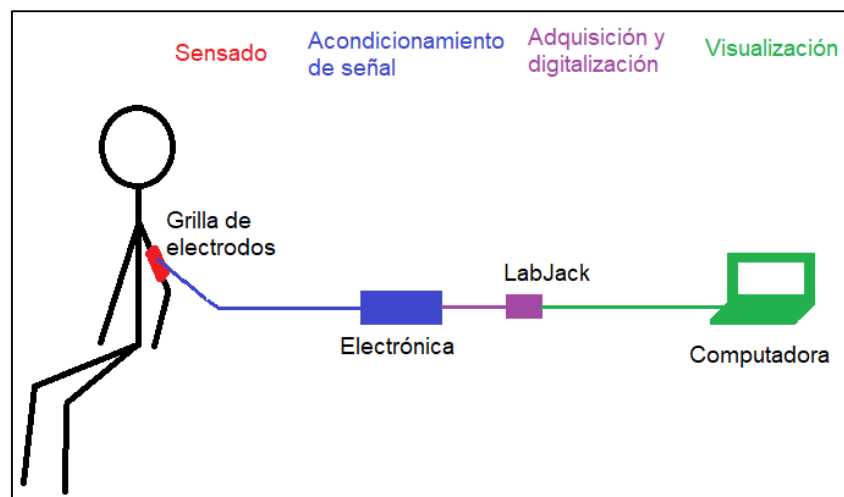 Sensado
Acondicionamiento
de señal
Adquisición y
digitalización
Visualización
Grilla de
electrodos
LabJack
Electrónica
Computadora